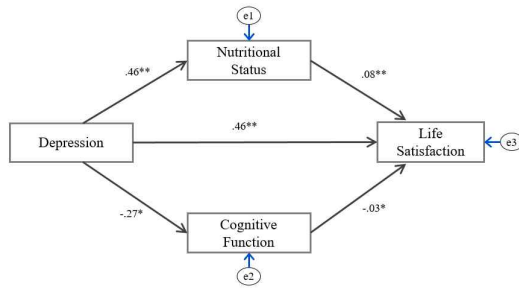 e1
Nutritional
Status
.46**
.08**
Depression
.46**
Life
Satisfaction
e3
-.27*
-.03*
Cognitive
Function
e2